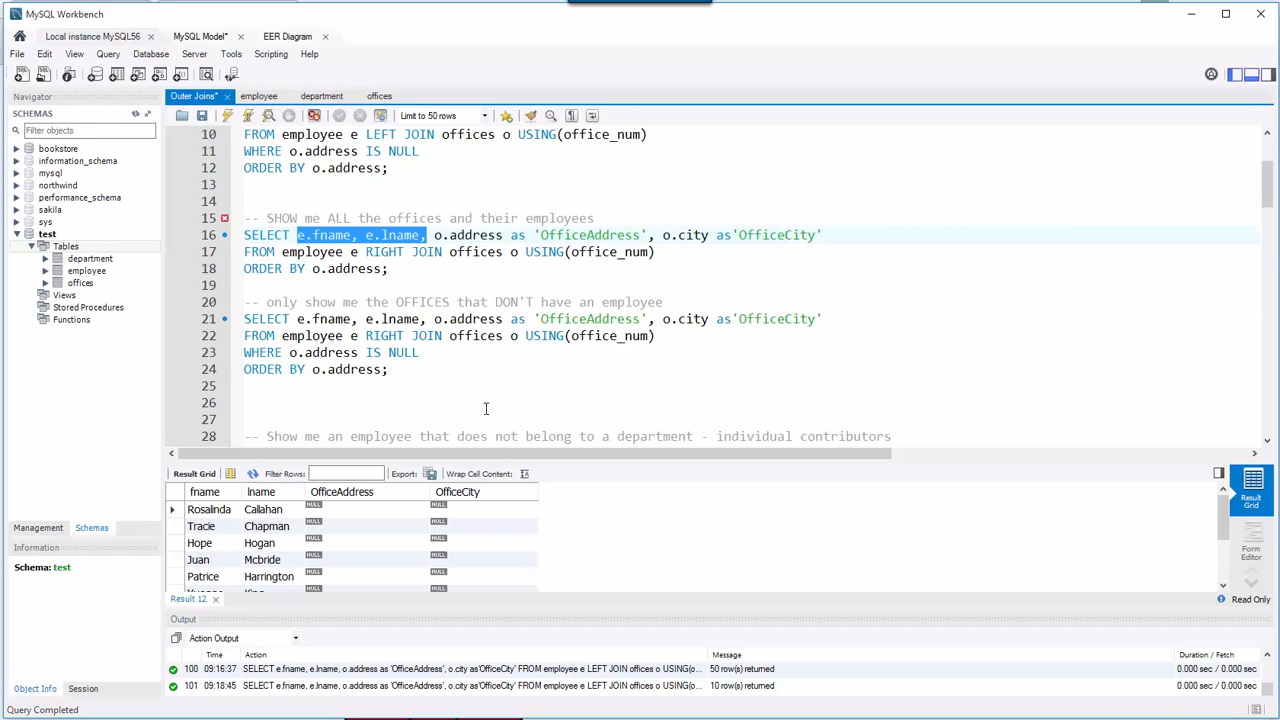 MySQL Workbench
Local instance MySQL56 MySQL Model* EER Diagram
File Edit View Query Database Server Tools Scripting Help
Navigator
SCHEMAS
Filter objects
bookstore
information_schema
mysql
northwind
performance_schema
sakila
sys
test
Tables
department
employee
offices
Views
Stored Procedures
Functions
Management Schemas
Information
Schema: test
Object Info Session
Query Completed
Outer Joins* employee department offices
Limit to 50 rows
10 FROM employee e LEFT JOIN offices o USING(office_num)
11 WHERE o.address IS NULL
12 ORDER BY o.address;
13
14
15 -- SHOW me ALL the offices and their employees
16 SELECT e.fname, e.lname, o.address as 'OfficeAddress', o.city as'OfficeCity'
17 FROM employee e RIGHT JOIN offices o USING(office_num)
18 ORDER BY o.address;
19
20 -- only show me the OFFICES that DON'T have an employee
21 SELECT e.fname, e.lname, o.address as 'OfficeAddress', o.city as'OfficeCity'
22 FROM employee e RIGHT JOIN offices o USING(office_num)
23 WHERE o.address IS NULL
24 ORDER BY o.address;
25
26
27
28 -- Show me an employee that does not belong to a department - individual contributors
Result Grid Filter Rows: Export: Wrap Cell Content:
fname lname OfficeAddress OfficeCity
Rosalinda Callahan NULL NULL
Tracie Chapman NULL NULL
Hope Hogan NULL NULL
Juan Mcbride NULL NULL
Patrice Harrington NULL NULL
NULL NULL
Result Grid
Form Editor
Result 12
Read Only
Output
Action Output
Time Action Message Duration / Fetch
100 09:16:37 SELECT e.fname, e.lname, o.address as 'OfficeAddress', o.city as'OfficeCity' FROM employee e LEFT JOIN offices o USING(o... 50 row(s) returned 0.000 sec / 0.000 sec
101 09:18:45 SELECT e.fname, e.lname, o.address as 'OfficeAddress', o.city as'OfficeCity' FROM employee e LEFT JOIN offices o USING(o... 10 row(s) returned 0.000 sec / 0.000 sec